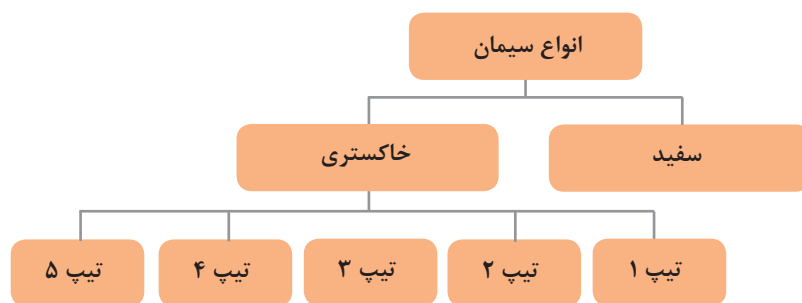 انواع سیمان
سفید
خاکستری
تیپ ۱
تیپ ۲
تیپ ۳
تیپ ۴
تیپ ۵